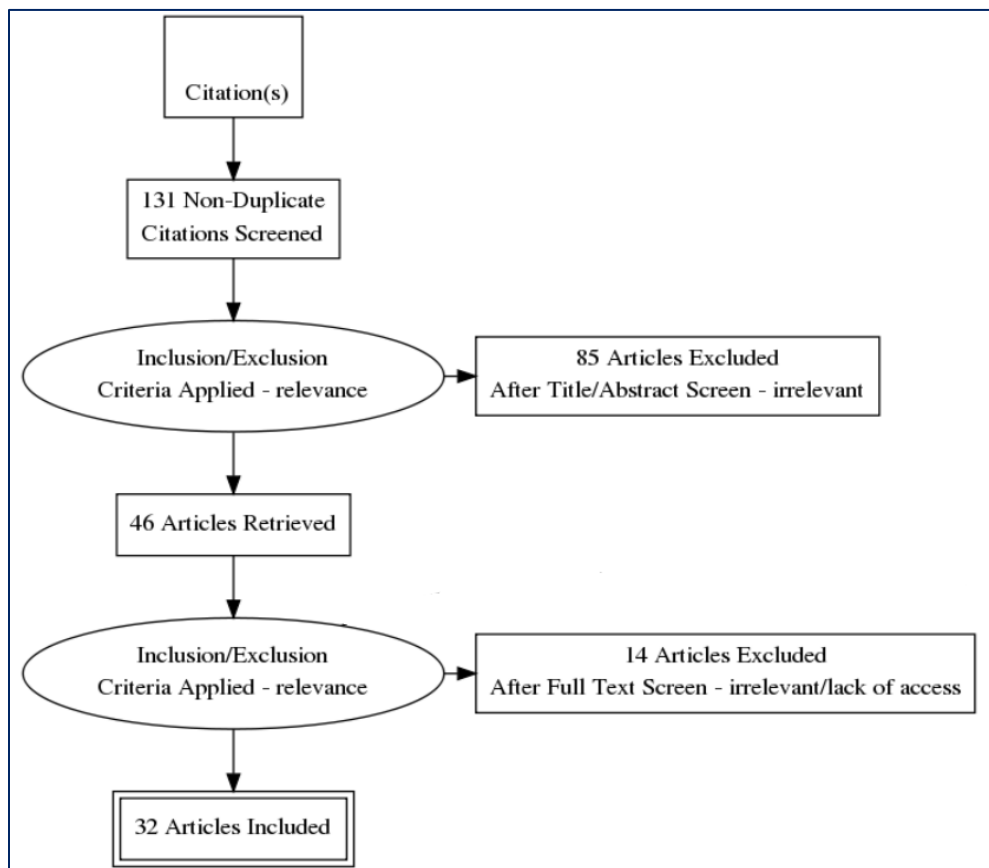 Citation(s)
131 Non-Duplicate
Citations Screened
Inclusion/Exclusion
Criteria Applied - relevance
85 Articles Excluded
After Title/Abstract Screen - irrelevant
46 Articles Retrieved
Inclusion/Exclusion
Criteria Applied - relevance
14 Articles Excluded
After Full Text Screen - irrelevant/lack of access
32 Articles Included